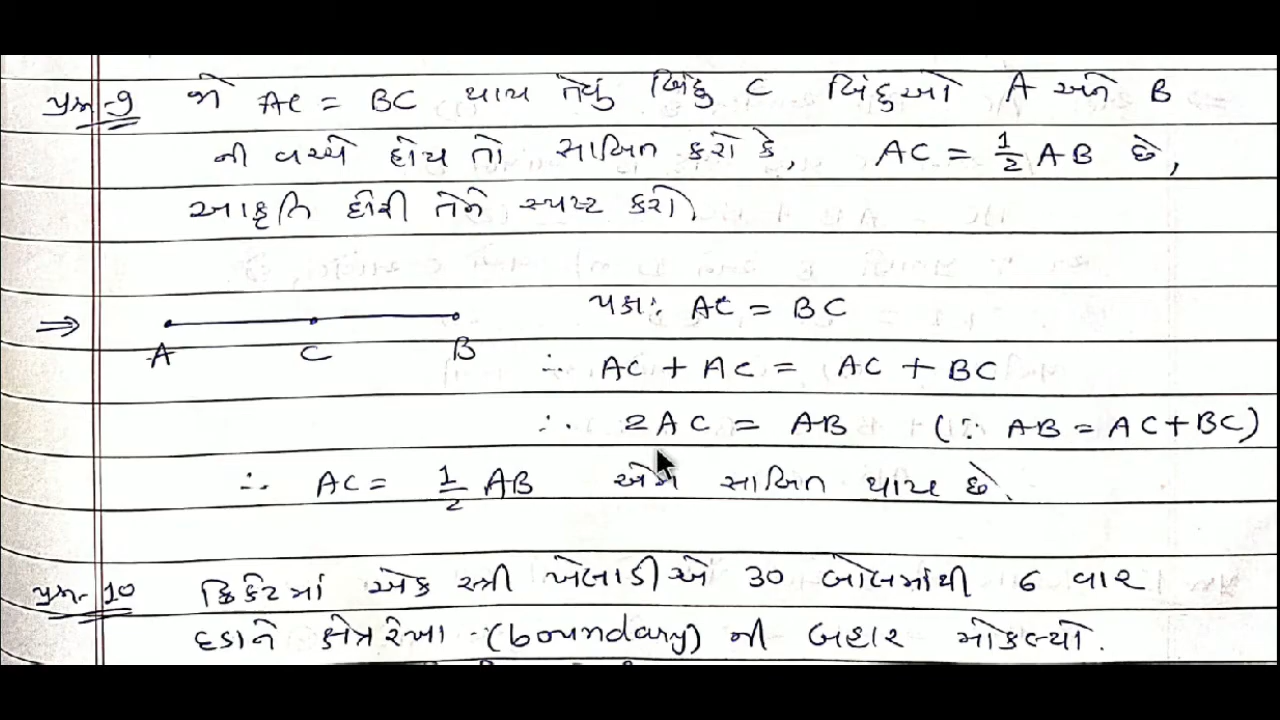 પ્રશ્ન-9 જો AC = BC થાય તેવું બિંદુ C બિંદુઓ A અને B
ની વચ્ચે હોય તો સાબિત કરો કે, AC = 1/2 AB છે,
આકૃતિ દોરી તેને સ્પષ્ટ કરો.
⇒ A C B પક્ષ: AC = BC
∴ AC + AC = AC + BC
∴ 2AC = AB (∵ AB = AC+BC)
∴ AC = 1/2 AB એમ સાબિત થાય છે.
પ્રશ્ન-10 ક્રિકેટમાં એક સ્ત્રી ખેલાડીએ 30 બોલમાંથી 6 વાર
દડાને ક્ષેત્રરેખા (boundary) ની બહાર મોકલ્યો.